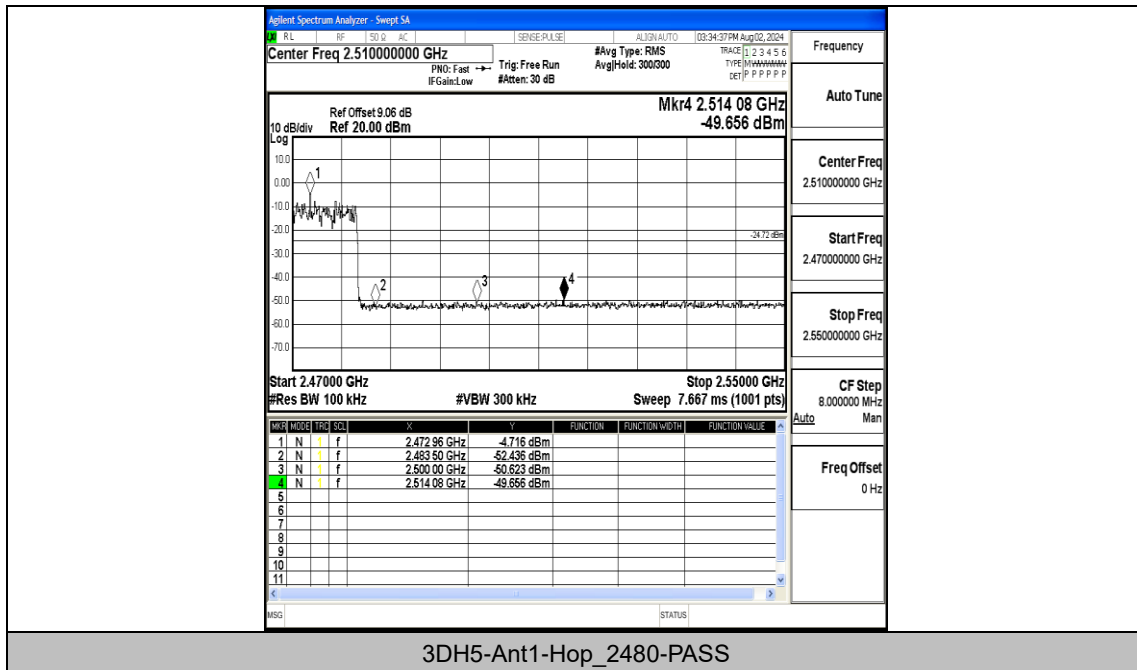 Agilent Spectrum Analyzer - Swept SA
RL RF 50 Ω AC SENSE:PULSE ALIGN AUTO 03:34:37 PM Aug 02, 2024
Center Freq 2.510000000 GHz
PNO: Fast
IFGain:Low
Trig: Free Run
#Atten: 30 dB
#Avg Type: RMS
Avg|Hold: 300/300
TRACE 1 2 3 4 5 6
TYPE M WWWWW
DET P P P P P P
Ref Offset 9.06 dB
10 dB/div Ref 20.00 dBm
Log
Mkr4 2.514 08 GHz
-49.656 dBm
10.0
0.00
-10.0
-20.0
-30.0
-40.0
-50.0
-60.0
-70.0
1
2
3
4
-24.72 dBm
Start 2.47000 GHz Stop 2.55000 GHz
#Res BW 100 kHz #VBW 300 kHz Sweep 7.667 ms (1001 pts)
MKR MODE TRC SCL X Y FUNCTION FUNCTION WIDTH FUNCTION VALUE
1 N 1 f 2.472 96 GHz -4.716 dBm
2 N 1 f 2.483 50 GHz -52.436 dBm
3 N 1 f 2.500 00 GHz -50.623 dBm
4 N 1 f 2.514 08 GHz -49.656 dBm
5
6
7
8
9
10
11
MSG STATUS
Frequency
Auto Tune
Center Freq
2.510000000 GHz
Start Freq
2.470000000 GHz
Stop Freq
2.550000000 GHz
CF Step
8.000000 MHz
Auto Man
Freq Offset
0 Hz
3DH5-Ant1-Hop_2480-PASS